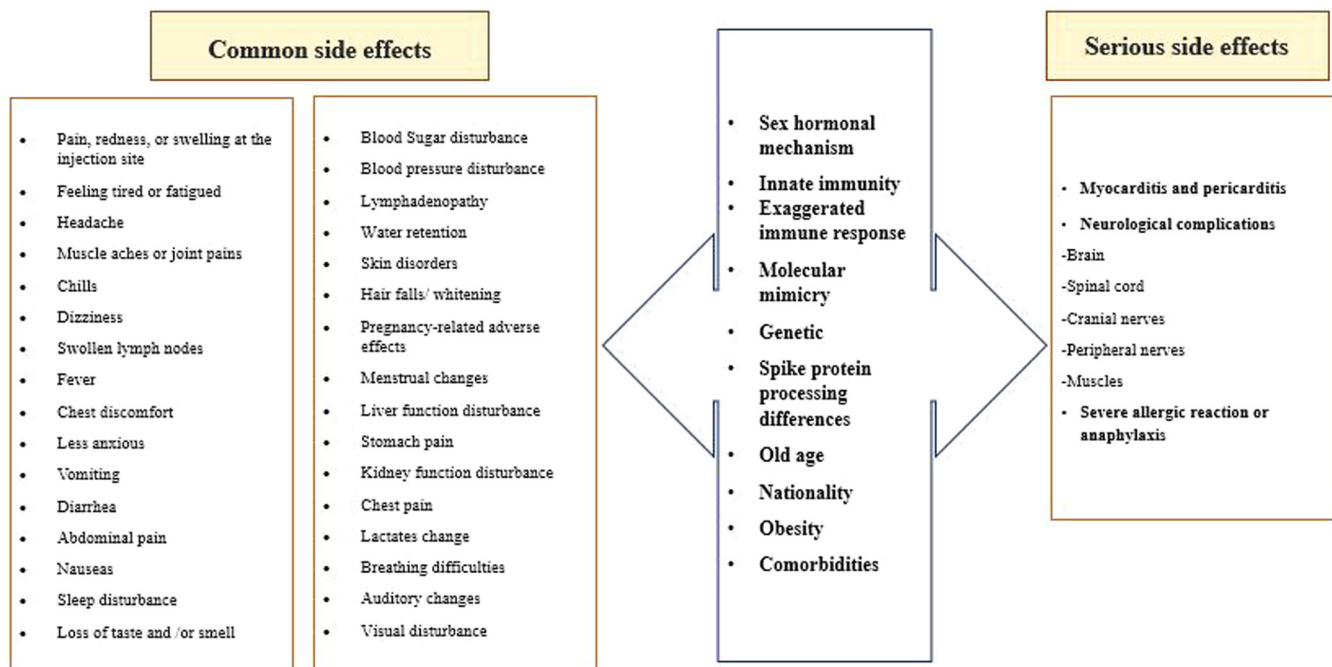 Common side effects
Pain, redness, or swelling at the
injection site
Feeling tired or fatigued
Headache
Muscle aches or joint pains
Chills
Dizziness
Swollen lymph nodes
Fever
Chest discomfort
Less anxious
Vomiting
Diarrhea
Abdominal pain
Nauseas
Sleep disturbance
Loss of taste and /or smell
Blood Sugar disturbance
Blood pressure disturbance
Lymphadenopathy
Water retention
Skin disorders
Hair falls/ whitening
Pregnancy-related adverse
effects
Menstrual changes
Liver function disturbance
Stomach pain
Kidney function disturbance
Chest pain
Lactates change
Breathing difficulties
Auditory changes
Visual disturbance
Sex hormonal
mechanism
Innate immunity
Exaggerated
immune response
Molecular
mimicry
Genetic
Spike protein
processing
differences
Old age
Nationality
Obesity
Comorbidities
Serious side effects
Myocarditis and pericarditis
Neurological complications
-Brain
-Spinal cord
-Cranial nerves
-Peripheral nerves
-Muscles
Severe allergic reaction or
anaphylaxis